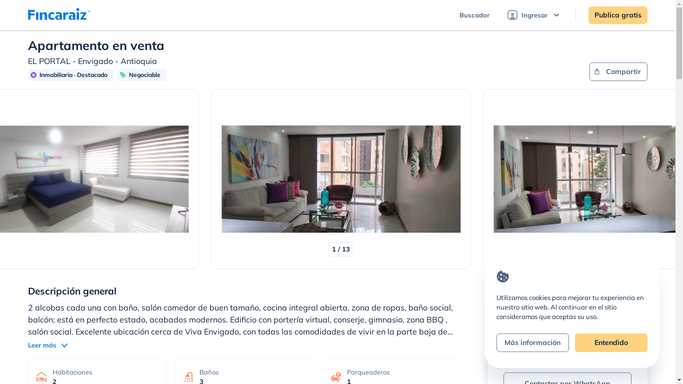 Fincaraiz
Buscador
Ingresar
Publica gratis
Apartamento en venta
EL PORTAL - Envigado - Antioquia
Inmobiliaria - Destacado
Negociable
Compartir
1 / 13
Descripción general
2 alcobas cada una con baño, salón comedor de buen tamaño, cocina integral abierta, zona de ropas, baño social,
balcón; está en perfecto estado, acabados modernos. Edificio con portería virtual, conserje, gimnasio, zona BBQ ,
salón social. Excelente ubicación cerca de Viva Envigado, con todas las comodidades de vivir en la parte baja de...
Leer más
Habitaciones
2
Baños
3
Parqueaderos
1
Utilizamos cookies para mejorar tu experiencia en
nuestro sitio web. Al continuar en el sitio
consideramos que aceptas su uso.
Más información
Entendido
Contactar por WhatsApp